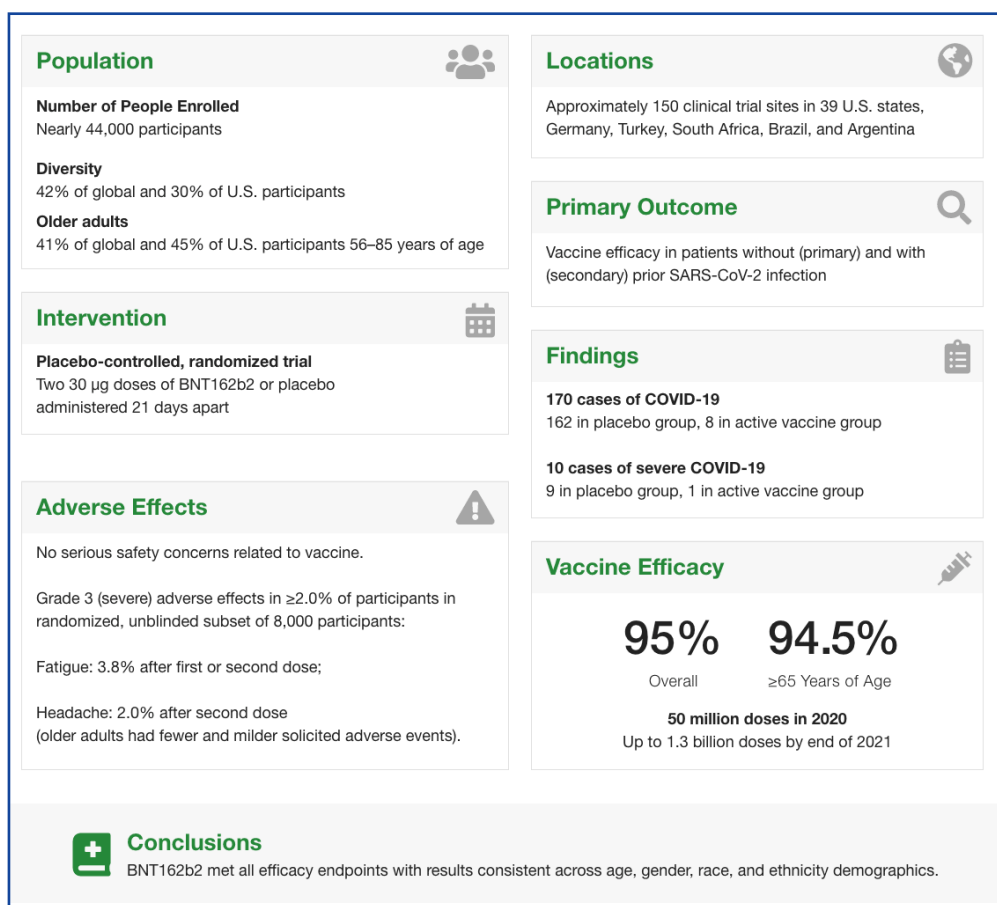 Population
Number of People Enrolled
Nearly 44,000 participants
Diversity
42% of global and 30% of U.S. participants
Older adults
41% of global and 45% of U.S. participants 56–85 years of age
Intervention
Placebo-controlled, randomized trial
Two 30 μg doses of BNT162b2 or placebo
administered 21 days apart
Adverse Effects
No serious safety concerns related to vaccine.
Grade 3 (severe) adverse effects in ≥2.0% of participants in
randomized, unblinded subset of 8,000 participants:
Fatigue: 3.8% after first or second dose;
Headache: 2.0% after second dose
(older adults had fewer and milder solicited adverse events).
Locations
Approximately 150 clinical trial sites in 39 U.S. states,
Germany, Turkey, South Africa, Brazil, and Argentina
Primary Outcome
Vaccine efficacy in patients without (primary) and with
(secondary) prior SARS-CoV-2 infection
Findings
170 cases of COVID-19
162 in placebo group, 8 in active vaccine group
10 cases of severe COVID-19
9 in placebo group, 1 in active vaccine group
Vaccine Efficacy
95% 94.5%
Overall ≥65 Years of Age
50 million doses in 2020
Up to 1.3 billion doses by end of 2021
Conclusions
BNT162b2 met all efficacy endpoints with results consistent across age, gender, race, and ethnicity demographics.